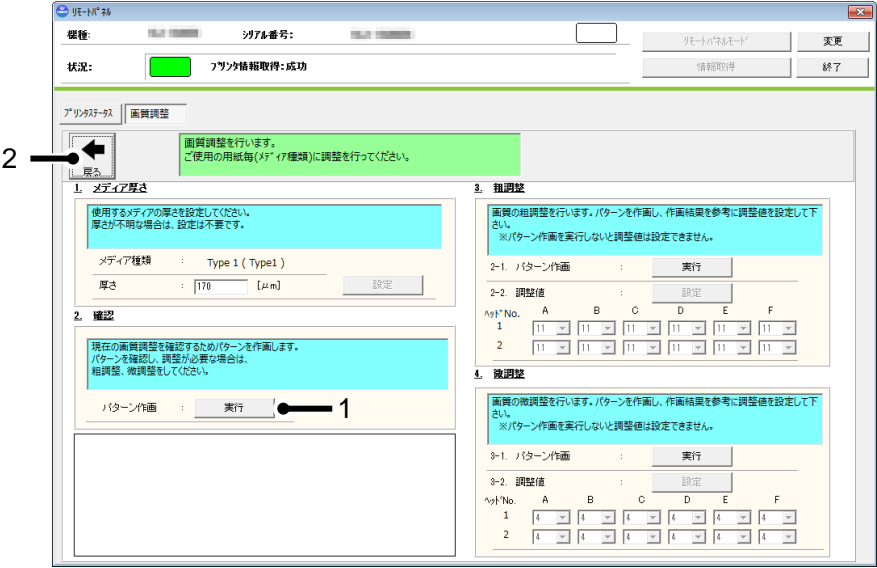 リモートパネル
機種:
シリアル番号:
リモートパネルモード
変更
状況:
プリンタ情報取得:成功
情報取得
終了
プリンタステータス
画質調整
2
戻る
画質調整を行います。
ご使用の用紙毎(メディア種類)に調整を行ってください。
1. メディア厚さ
使用するメディアの厚さを設定してください。
厚さが不明な場合は、設定は不要です。
メディア種類 : Type 1 ( Type1 )
厚さ : 170 [μm] 設定
2. 確認
現在の画質調整を確認するためパターンを作画します。
パターンを確認し、調整が必要な場合は、
粗調整、微調整をしてください。
パターン作画 : 実行
1
3. 粗調整
画質の粗調整を行います。パターンを作画し、作画結果を参考に調整値を設定して下
さい。
※パターン作画を実行しないと調整値は設定できません。
2-1. パターン作画 : 実行
2-2. 調整値 : 設定
ヘッドNo. A B C D E F
1 11 11 11 11 11 11
2 11 11 11 11 11 11
4. 微調整
画質の微調整を行います。パターンを作画し、作画結果を参考に調整値を設定して下
さい。
※パターン作画を実行しないと調整値は設定できません。
3-1. パターン作画 : 実行
3-2. 調整値 : 設定
ヘッドNo. A B C D E F
1 4 4 4 4 4 4
2 4 4 4 4 4 4